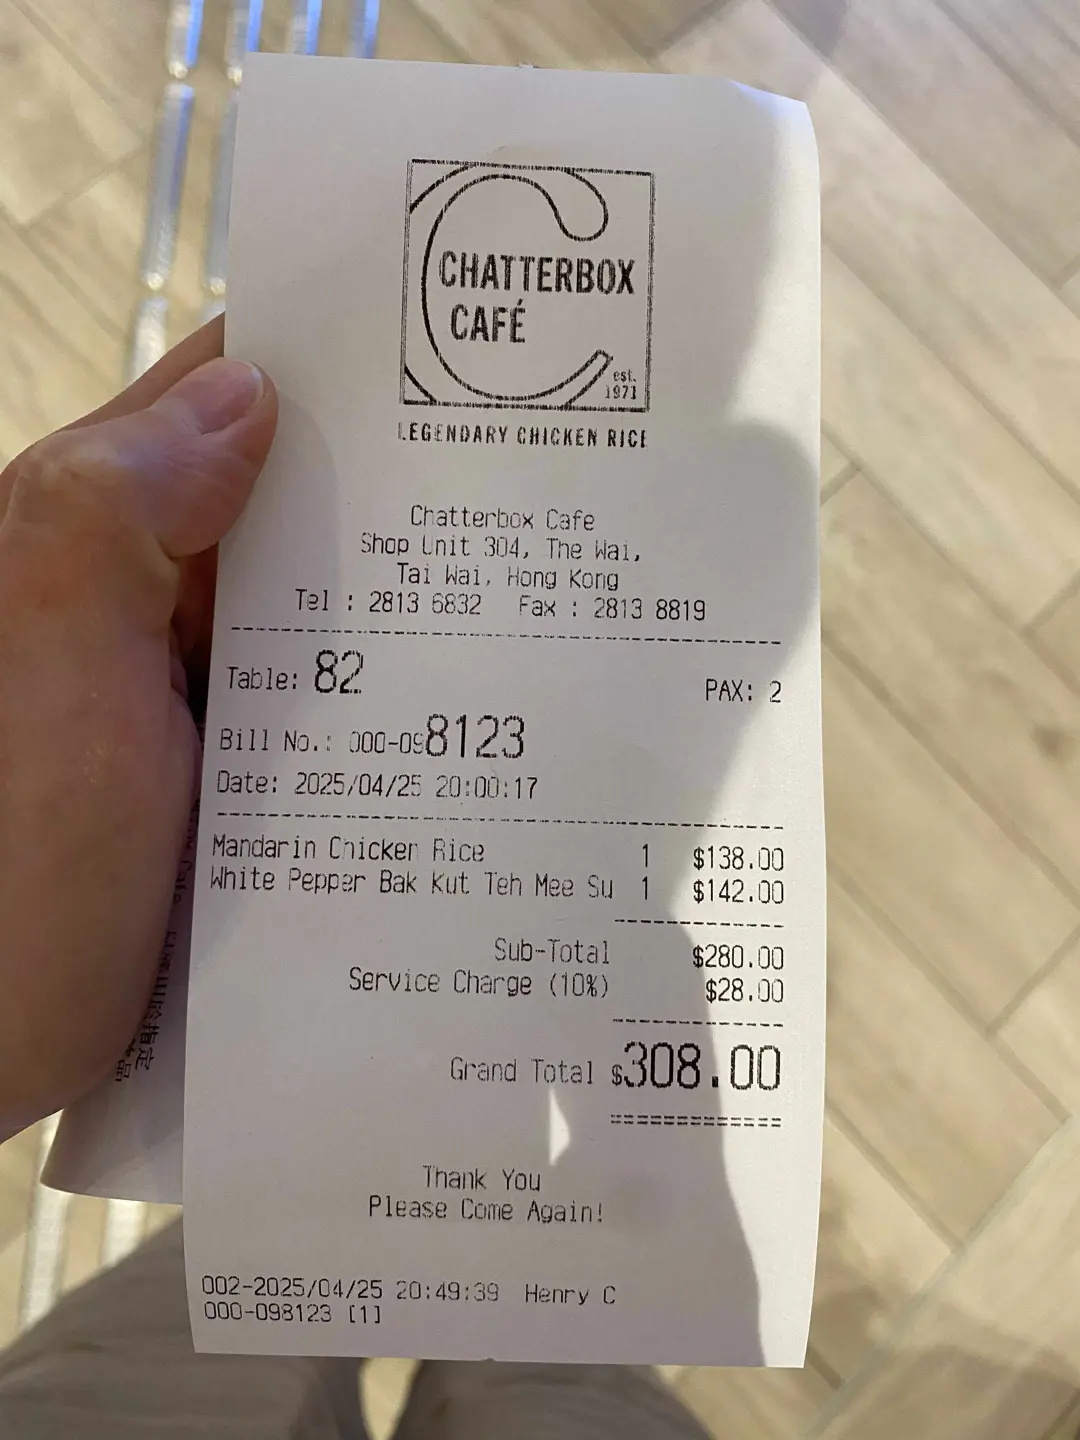 CHATTERBOX
CAFÉ
est.
1971
LEGENDARY CHICKEN RICE
Chatterbox Cafe
Shop Unit 304, The Wai,
Tai Wai, Hong Kong
Tel : 2813 6832 Fax : 2813 8819
Table: 82 PAX: 2
Bill No.: 000-098123
Date: 2025/04/25 20:00:17
Mandarin Chicken Rice 1 $138.00
White Pepper Bak Kut Teh Mee Su 1 $142.00
Sub-Total $280.00
Service Charge (10%) $28.00
Grand Total $308.00
Thank You
Please Come Again!
002-2025/04/25 20:49:39 Henry C
000-098123 [1]